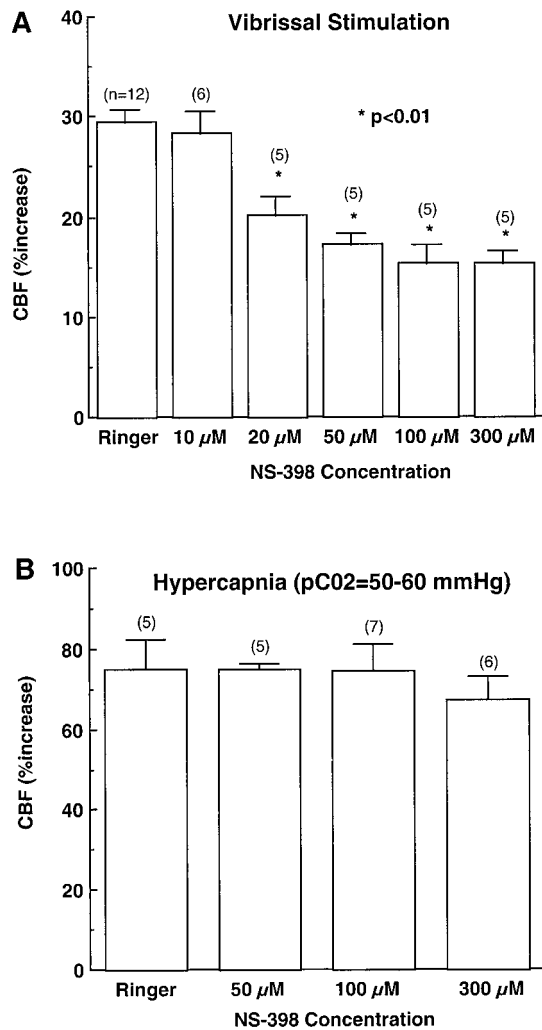 A
Vibrissal Stimulation
40
30
20
10
0
CBF (%increase)
(n=12)
(6)
* p<0.01
(5)
*
(5)
*
(5)
*
(5)
*
Ringer 10 µM 20 µM 50 µM 100 µM 300 µM
NS-398 Concentration
B
Hypercapnia (pC02=50-60 mmHg)
100
80
60
40
20
0
CBF (%increase)
(5)
(5)
(7)
(6)
Ringer 50 µM 100 µM 300 µM
NS-398 Concentration